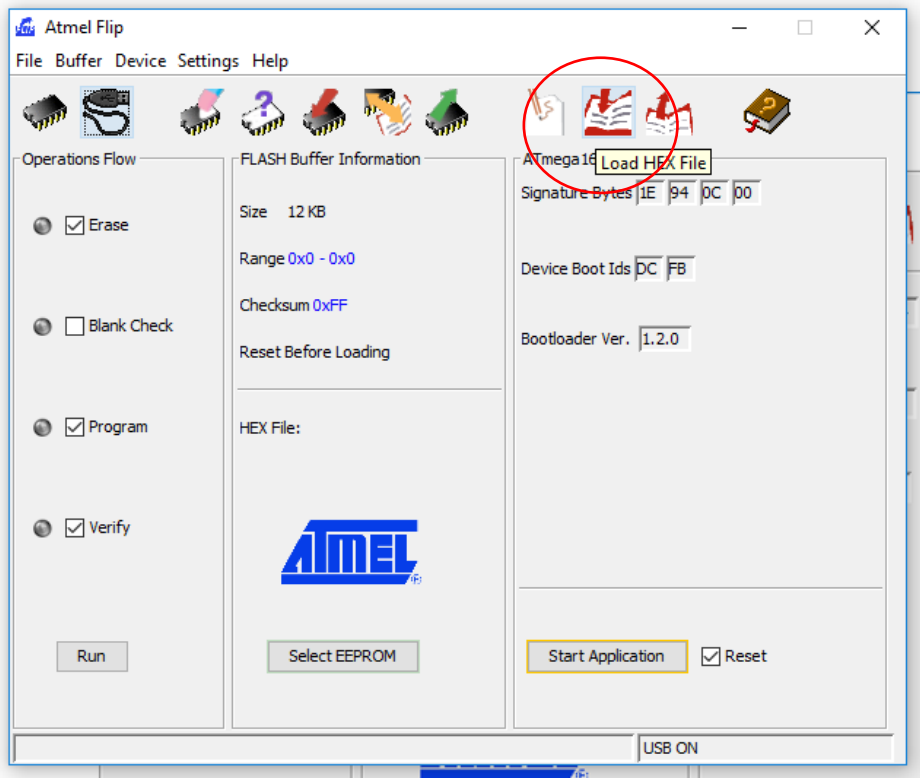 Atmel Flip
File Buffer Device Settings Help
Load HEX File
Operations Flow
Erase
Blank Check
Program
Verify
Run
FLASH Buffer Information
Size 12 KB
Range 0x0 - 0x0
Checksum 0xFF
Reset Before Loading
HEX File:
ATMEL
Select EEPROM
ATmega16
Signature Bytes 1E 94 0C 00
Device Boot Ids DC FB
Bootloader Ver. 1.2.0
Start Application Reset
USB ON